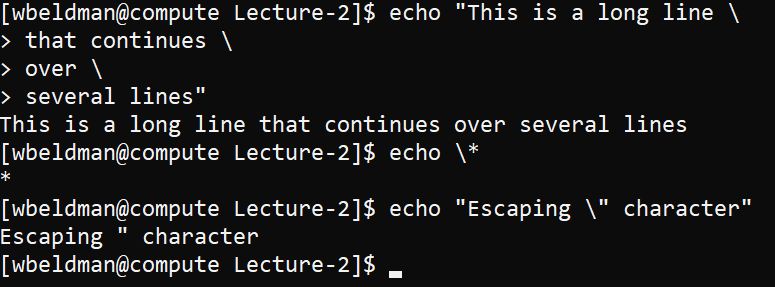 [wbeldman@compute Lecture-2]$ echo "This is a long line \
> that continues \
> over \
> several lines"
This is a long line that continues over several lines
[wbeldman@compute Lecture-2]$ echo \*
*
[wbeldman@compute Lecture-2]$ echo "Escaping \" character"
Escaping " character
[wbeldman@compute Lecture-2]$